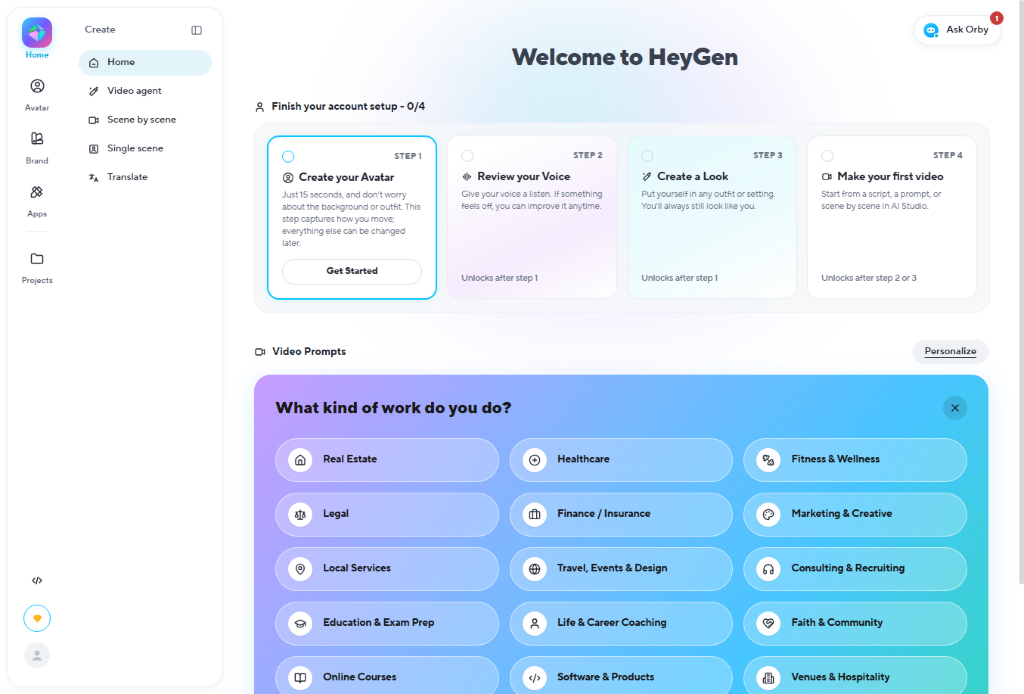 Home
Avatar
Brand
Apps
Projects
Create
Home
Video agent
Scene by scene
Single scene
Translate
Ask Orby
1
Welcome to HeyGen
Finish your account setup - 0/4
STEP 1
Create your Avatar
Just 15 seconds, and don't worry
about the background or outfit. This
step captures how you move;
everything else can be changed
later.
Get Started
STEP 2
Review your Voice
Give your voice a listen. If something
feels off, you can improve it anytime.
Unlocks after step 1
STEP 3
Create a Look
Put yourself in any outfit or setting.
You'll always still look like you.
Unlocks after step 1
STEP 4
Make your first video
Start from a script, a prompt, or
scene by scene in AI Studio.
Unlocks after step 2 or 3
Video Prompts
Personalize
What kind of work do you do?
Real Estate
Healthcare
Fitness & Wellness
Legal
Finance / Insurance
Marketing & Creative
Local Services
Travel, Events & Design
Consulting & Recruiting
Education & Exam Prep
Life & Career Coaching
Faith & Community
Online Courses
Software & Products
Venues & Hospitality